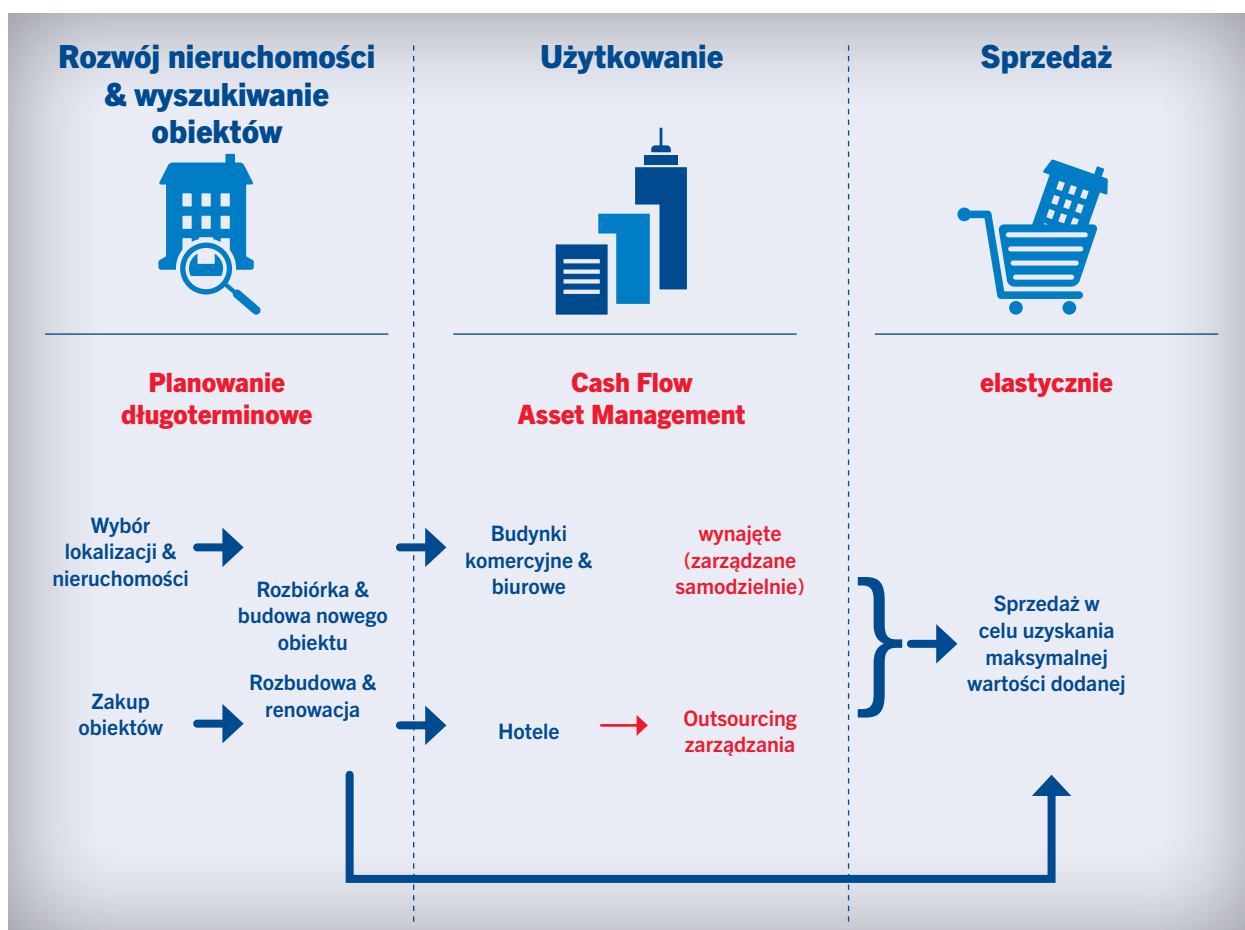 Rozwój nieruchomości
& wyszukiwanie
obiektów
Użytkowanie
Sprzedaż
Planowanie
długoterminowe
Cash Flow
Asset Management
elastycznie
Wybór
lokalizacji &
nieruchomości
Rozbiórka &
budowa nowego
obiektu
Zakup
obiektów
Rozbudowa &
renowacja
Budynki
komercyjne &
biurowe
wynajęte
(zarządzane
samodzielnie)
Hotele
Outsourcing
zarządzania
}
Sprzedaż w
celu uzyskania
maksymalnej
wartości dodanej